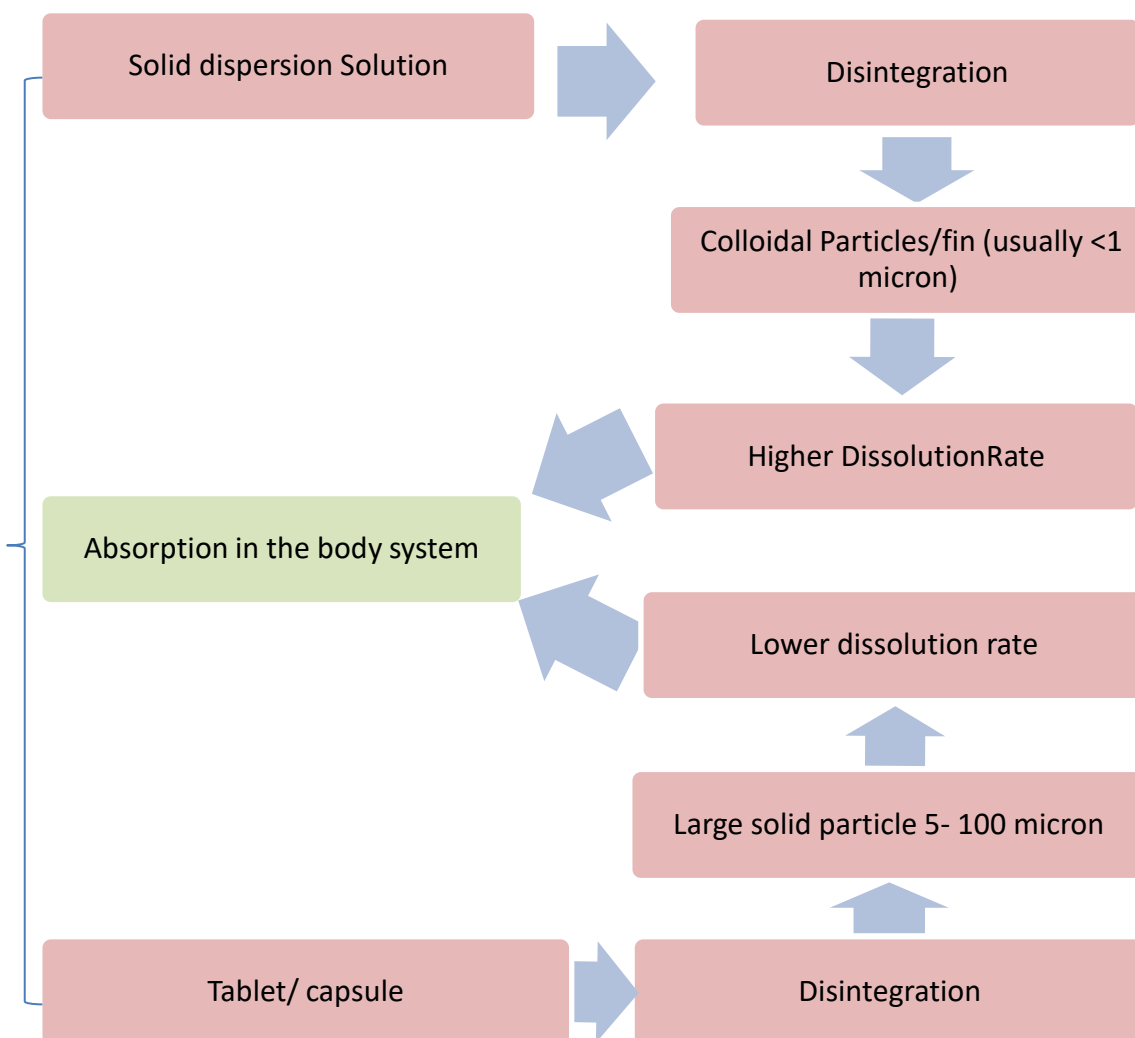 Solid dispersion Solution
Disintegration
Colloidal Particles/fin (usually <1
micron)
Higher DissolutionRate
Absorption in the body system
Lower dissolution rate
Large solid particle 5- 100 micron
Tablet/ capsule
Disintegration